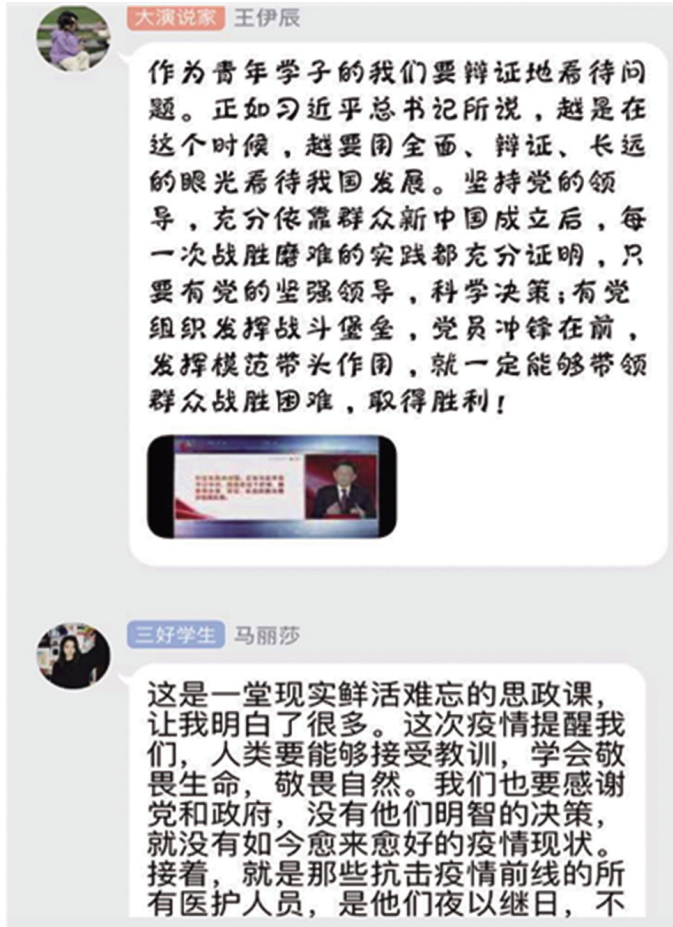 大演说家 王伊辰
作为青年学子的我们要辩证地看待问
题。正如习近平总书记所说，越是在
这个时候，越要用全面、辩证、长远
的眼光看待我国发展。坚持党的领
导，充分依靠群众新中国成立后，每
一次战胜磨难的实践都充分证明，只
要有党的坚强领导，科学决策;有党
组织发挥战斗堡垒，党员冲锋在前，
发挥模范带头作用，就一定能够带领
群众战胜困难，取得胜利!
三好学生 马丽莎
这是一堂现实鲜活难忘的思政课，
让我明白了很多。这次疫情提醒我
们，人类要能够接受教训，学会敬
畏生命，敬畏自然。我们也要感谢
党和政府，没有他们明智的决策，
就没有如今愈来愈好的疫情现状。
接着，就是那些抗击疫情前线的所
有医护人员，是他们夜以继日，不